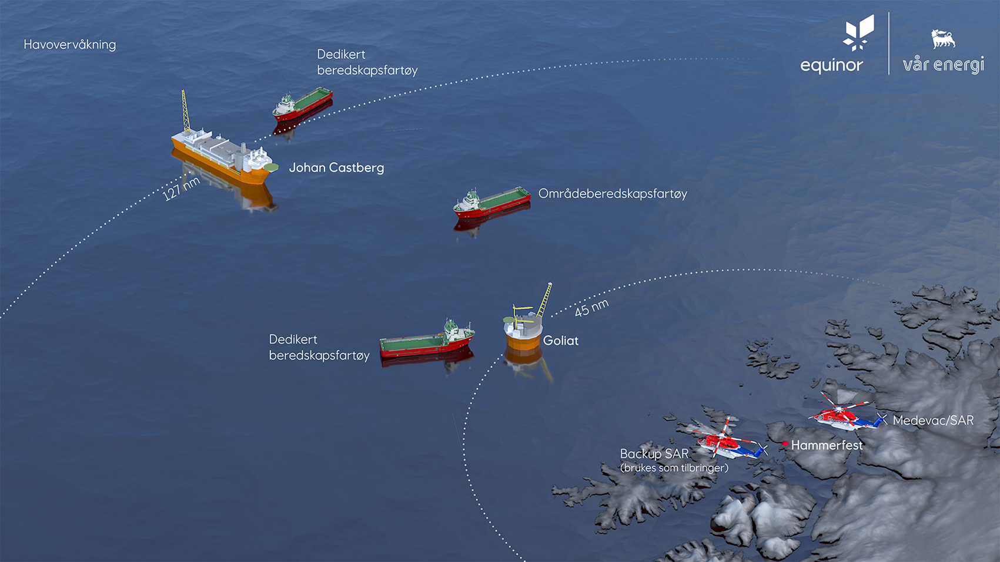 Havovervåkning
equinor
vår energi
Dedikert
beredskapsfartøy
Johan Castberg
127 nm
Områdeberedskapsfartøy
45 nm
Goliat
Dedikert
beredskapsfartøy
Medevac/SAR
Hammerfest
Backup SAR
(brukes som tilbringer)